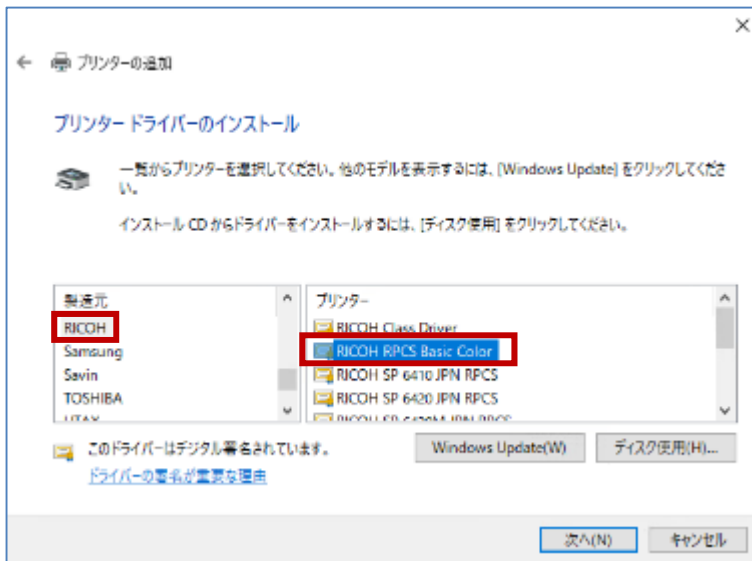 プリンターの追加
プリンター ドライバーのインストール
一覧からプリンターを選択してください。他のモデルを表示するには、[Windows Update] をクリックしてくださ
い。
インストール CD からドライバーをインストールするには、[ディスク使用] をクリックしてください。
製造元
RICOH
Samsung
Savin
TOSHIBA
UTAX
プリンター
RICOH Class Driver
RICOH RPCS Basic Color
RICOH SP 6410 JPN RPCS
RICOH SP 6420 JPN RPCS
このドライバーはデジタル署名されています。
ドライバーの署名が重要な理由
Windows Update(W)
ディスク使用(H)...
次へ(N)
キャンセル